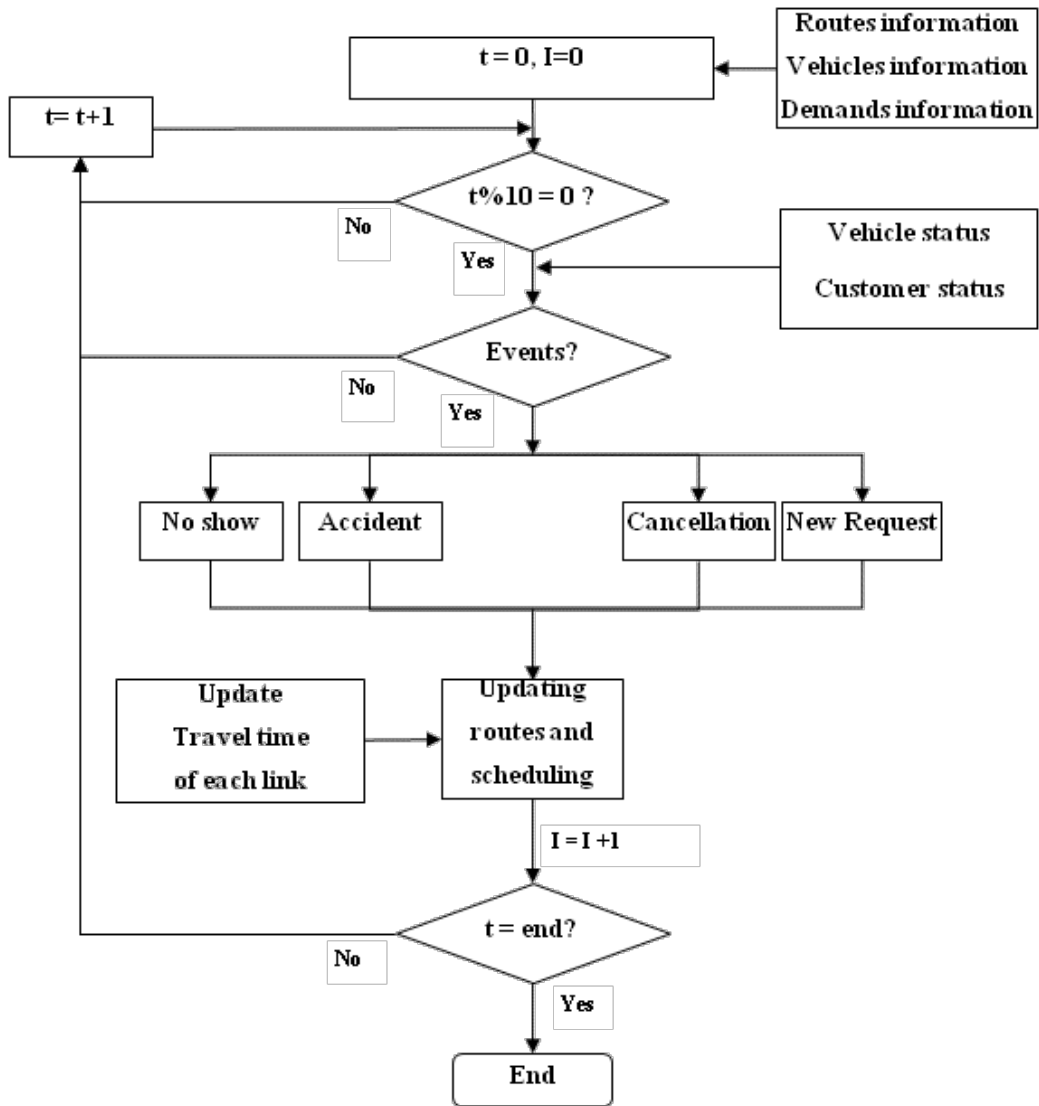 Routes information
Vehicles information
Demands information
t = 0, I=0
t= t+1
t%10 = 0 ?
No
Yes
Vehicle status
Customer status
Events?
No
Yes
No show
Accident
Cancellation
New Request
Update
Travel time
of each link
Updating
routes and
scheduling
I = I +1
t = end?
No
Yes
End